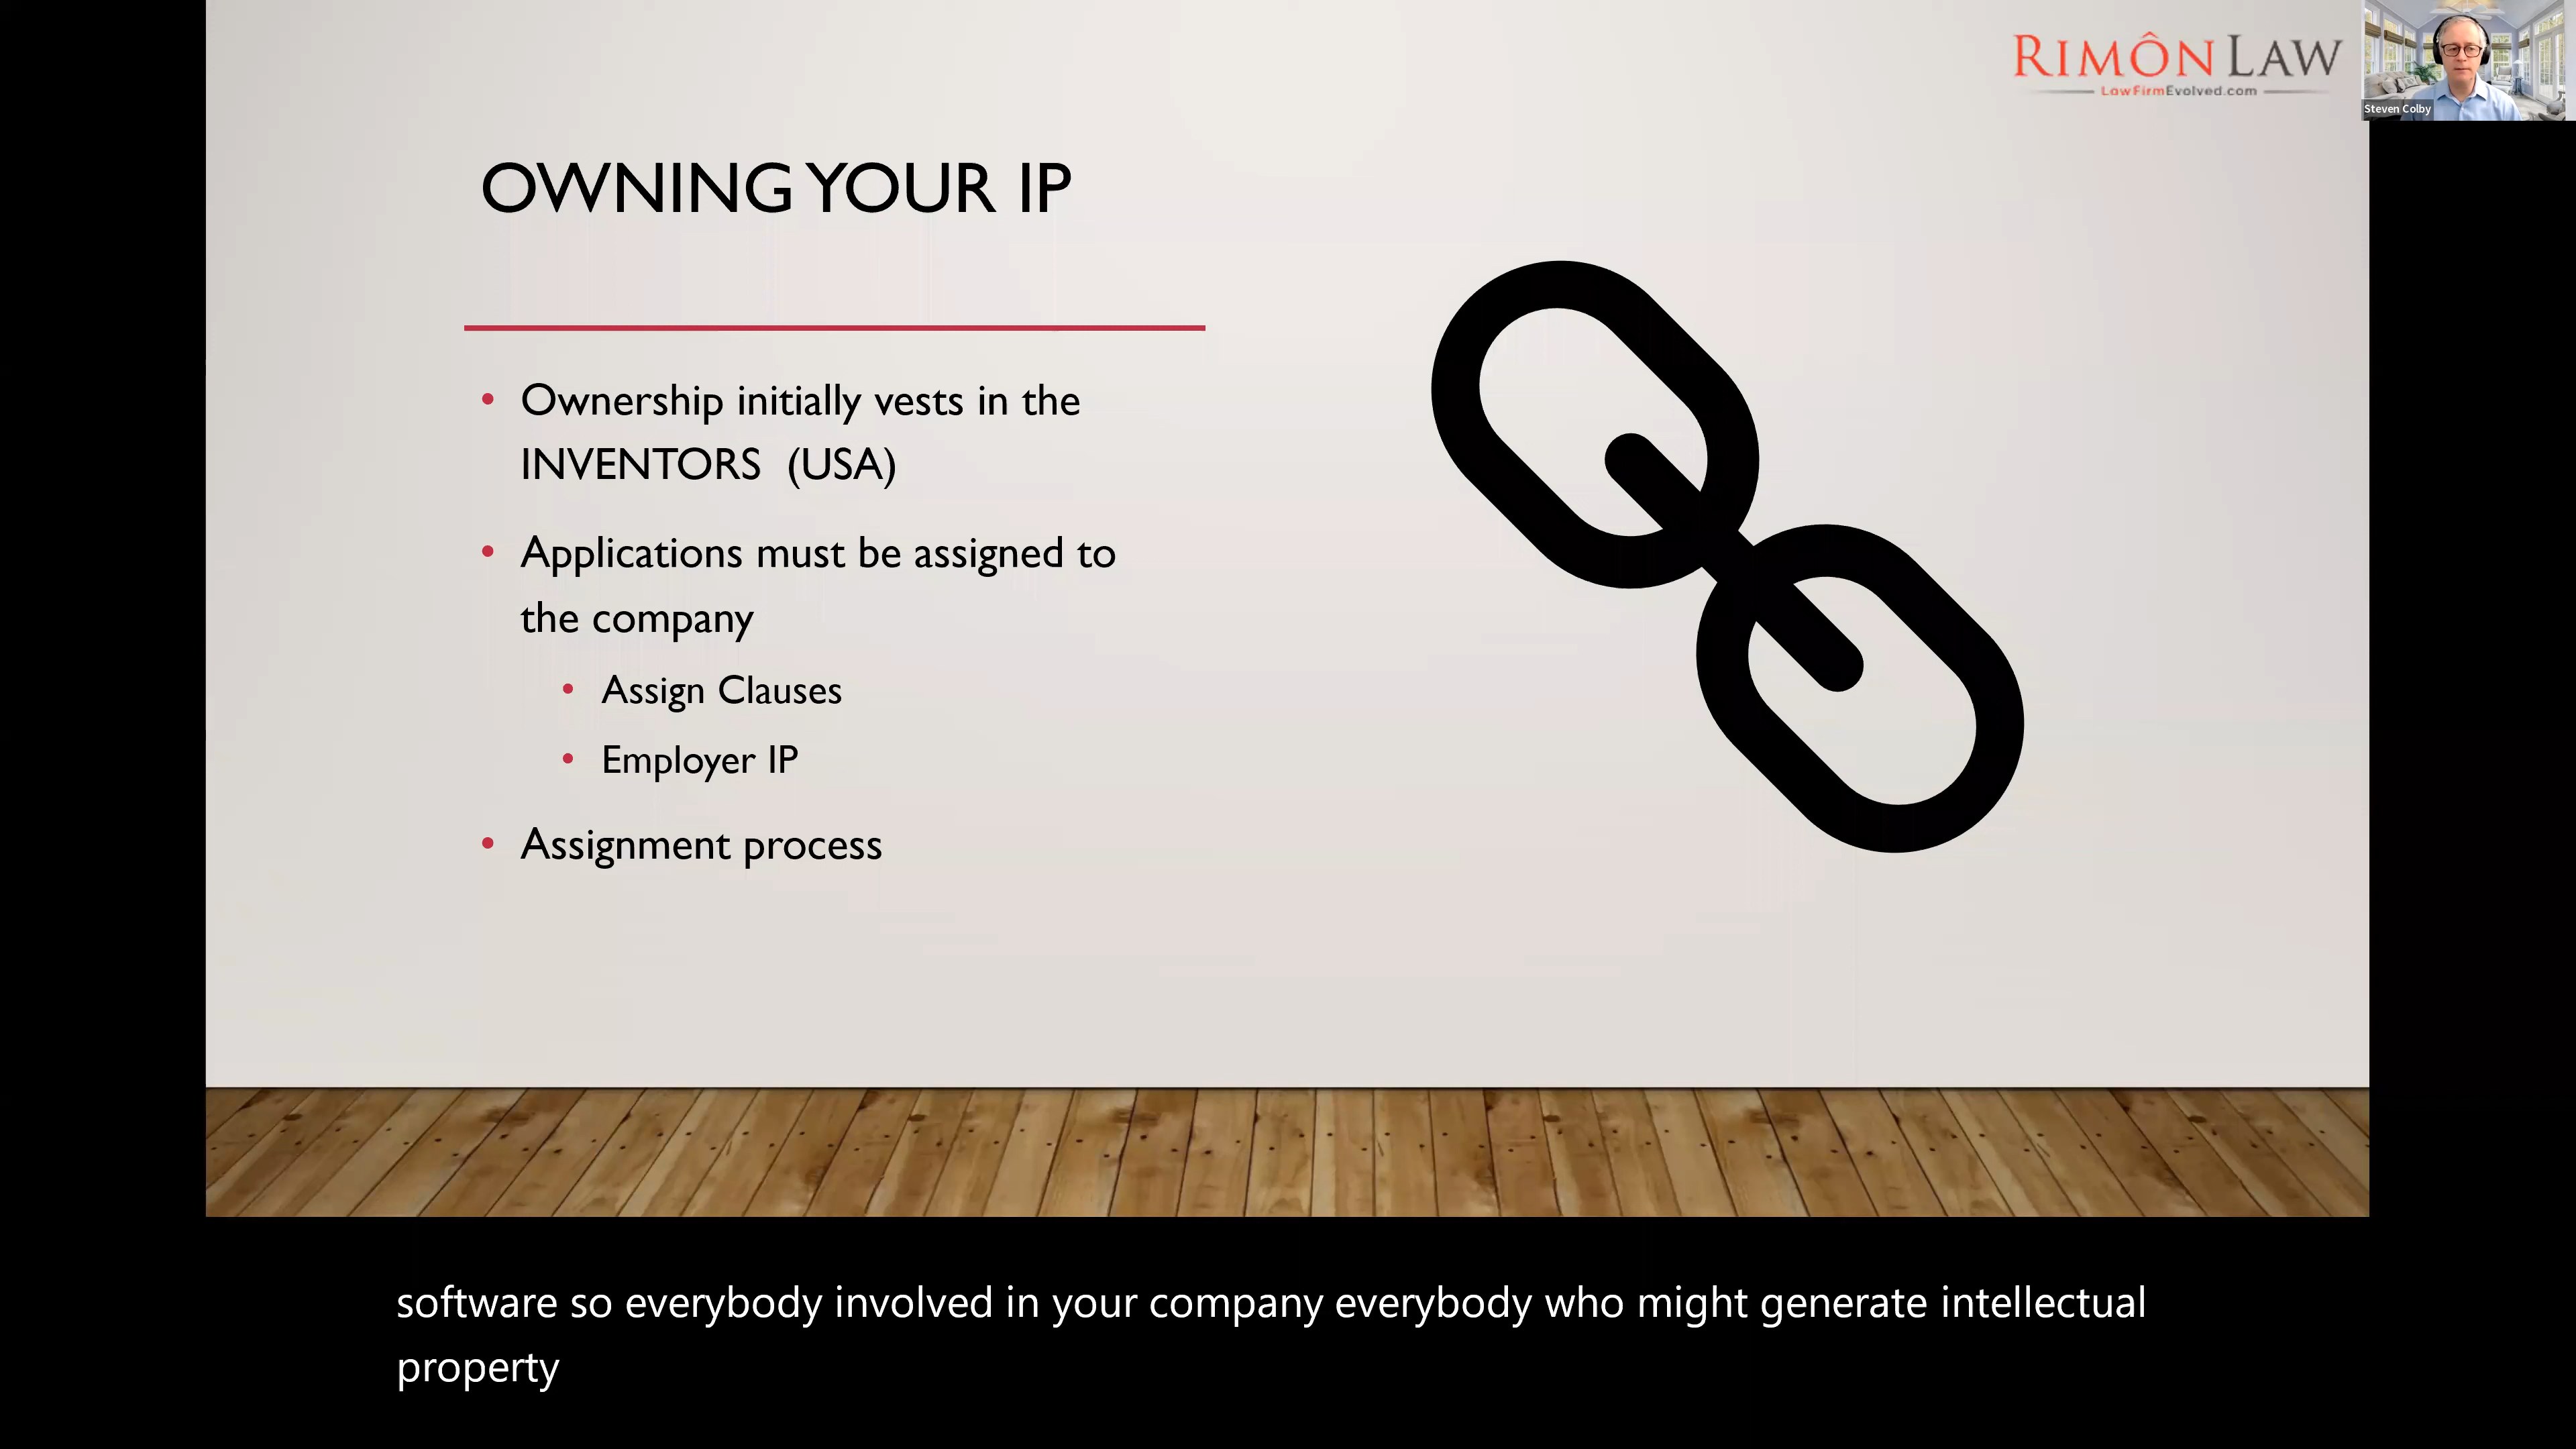 RIMÔN LAW
LawFirmEvolved.com
Steven Colby
OWNING YOUR IP
• Ownership initially vests in the
INVENTORS (USA)
• Applications must be assigned to
the company
• Assign Clauses
• Employer IP
• Assignment process
software so everybody involved in your company everybody who might generate intellectual
property